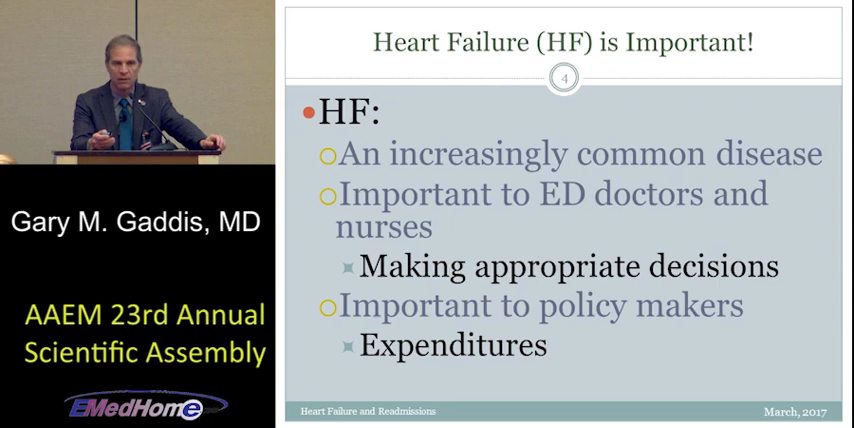 Gary M. Gaddis, MD
AAEM 23rd Annual
Scientific Assembly
EMedHome
Heart Failure (HF) is Important!
4
HF:
An increasingly common disease
Important to ED doctors and
nurses
Making appropriate decisions
Important to policy makers
Expenditures
Heart Failure and Readmissions
March, 2017